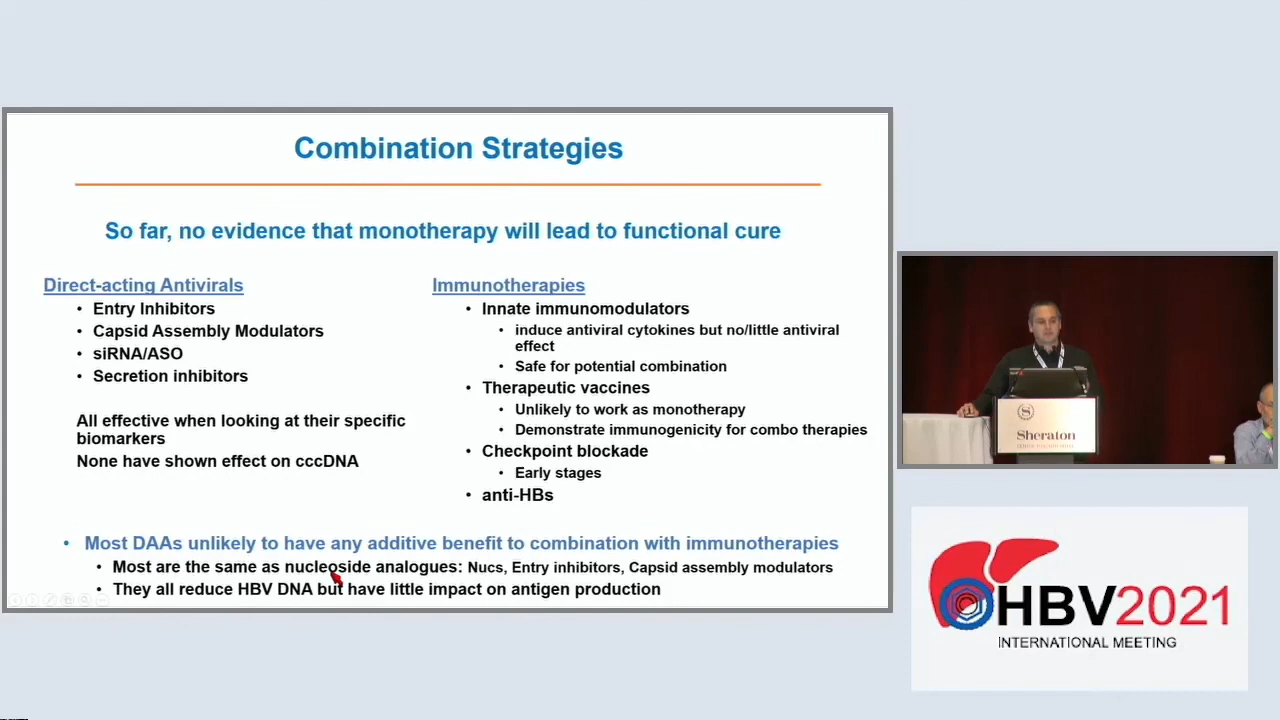 Combination Strategies
So far, no evidence that monotherapy will lead to functional cure
Direct-acting Antivirals
• Entry Inhibitors
• Capsid Assembly Modulators
• siRNA/ASO
• Secretion inhibitors
All effective when looking at their specific
biomarkers
None have shown effect on cccDNA
Immunotherapies
• Innate immunomodulators
• induce antiviral cytokines but no/little antiviral
effect
• Safe for potential combination
• Therapeutic vaccines
• Unlikely to work as monotherapy
• Demonstrate immunogenicity for combo therapies
• Checkpoint blockade
• Early stages
• anti-HBs
• Most DAAs unlikely to have any additive benefit to combination with immunotherapies
• Most are the same as nucleoside analogues: Nucs, Entry inhibitors, Capsid assembly modulators
• They all reduce HBV DNA but have little impact on antigen production
Sheraton
HBV2021
INTERNATIONAL MEETING